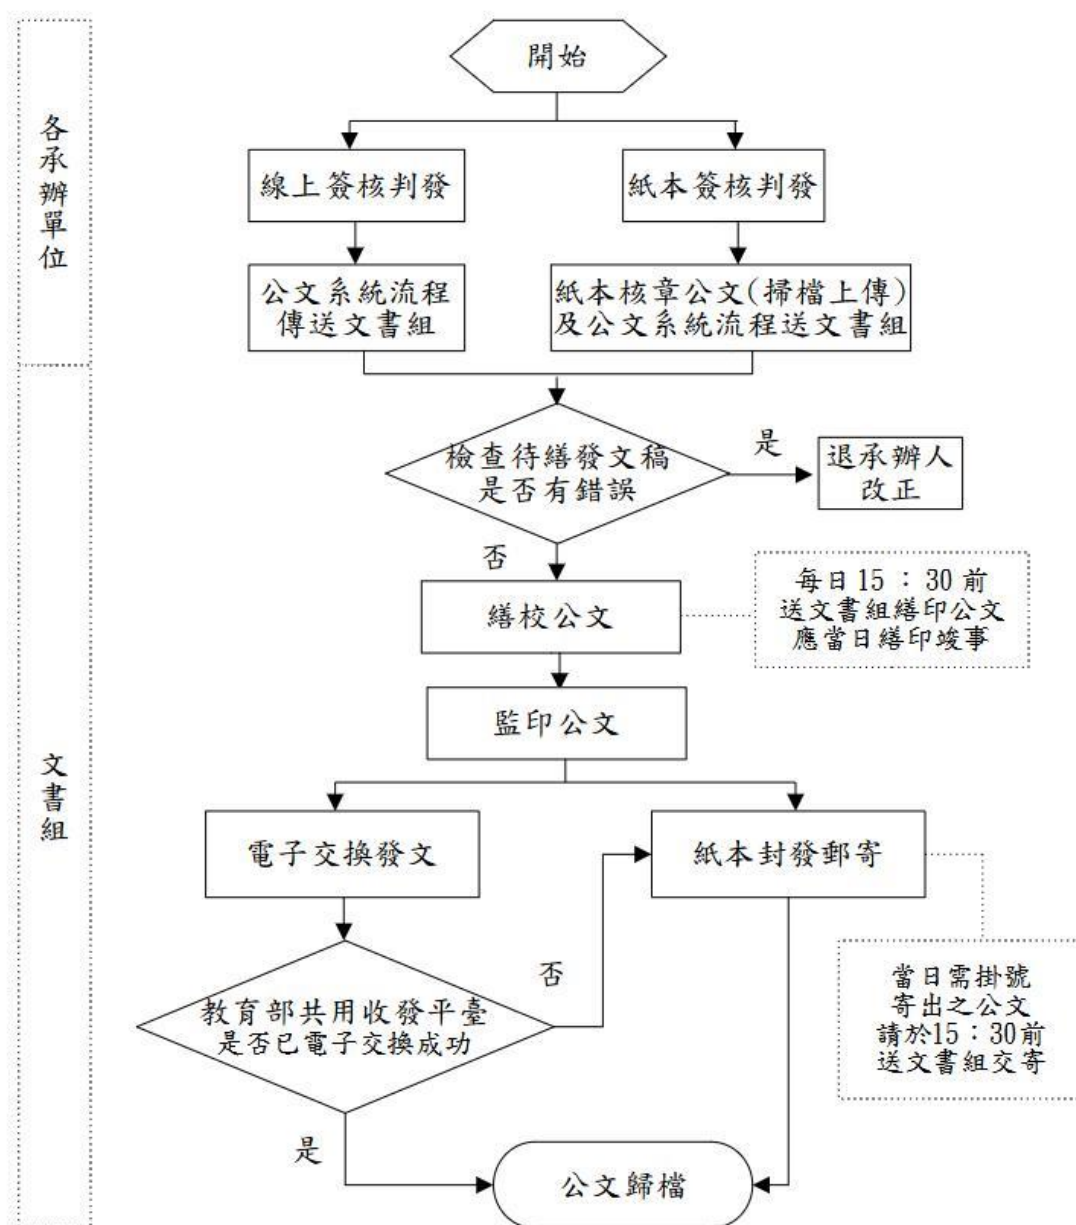 開始
各承辦單位
線上簽核判發
紙本簽核判發
公文系統流程
傳送文書組
紙本核章公文(掃檔上傳)
及公文系統流程送文書組
文書組
檢查待繕發文稿
是否有錯誤
是
退承辦人
改正
否
繕校公文
每日15：30前
送文書組繕印公文
應當日繕印竣事
監印公文
電子交換發文
紙本封發郵寄
教育部共用收發平臺
是否已電子交換成功
否
當日需掛號
寄出之公文
請於15：30前
送文書組交寄
是
公文歸檔